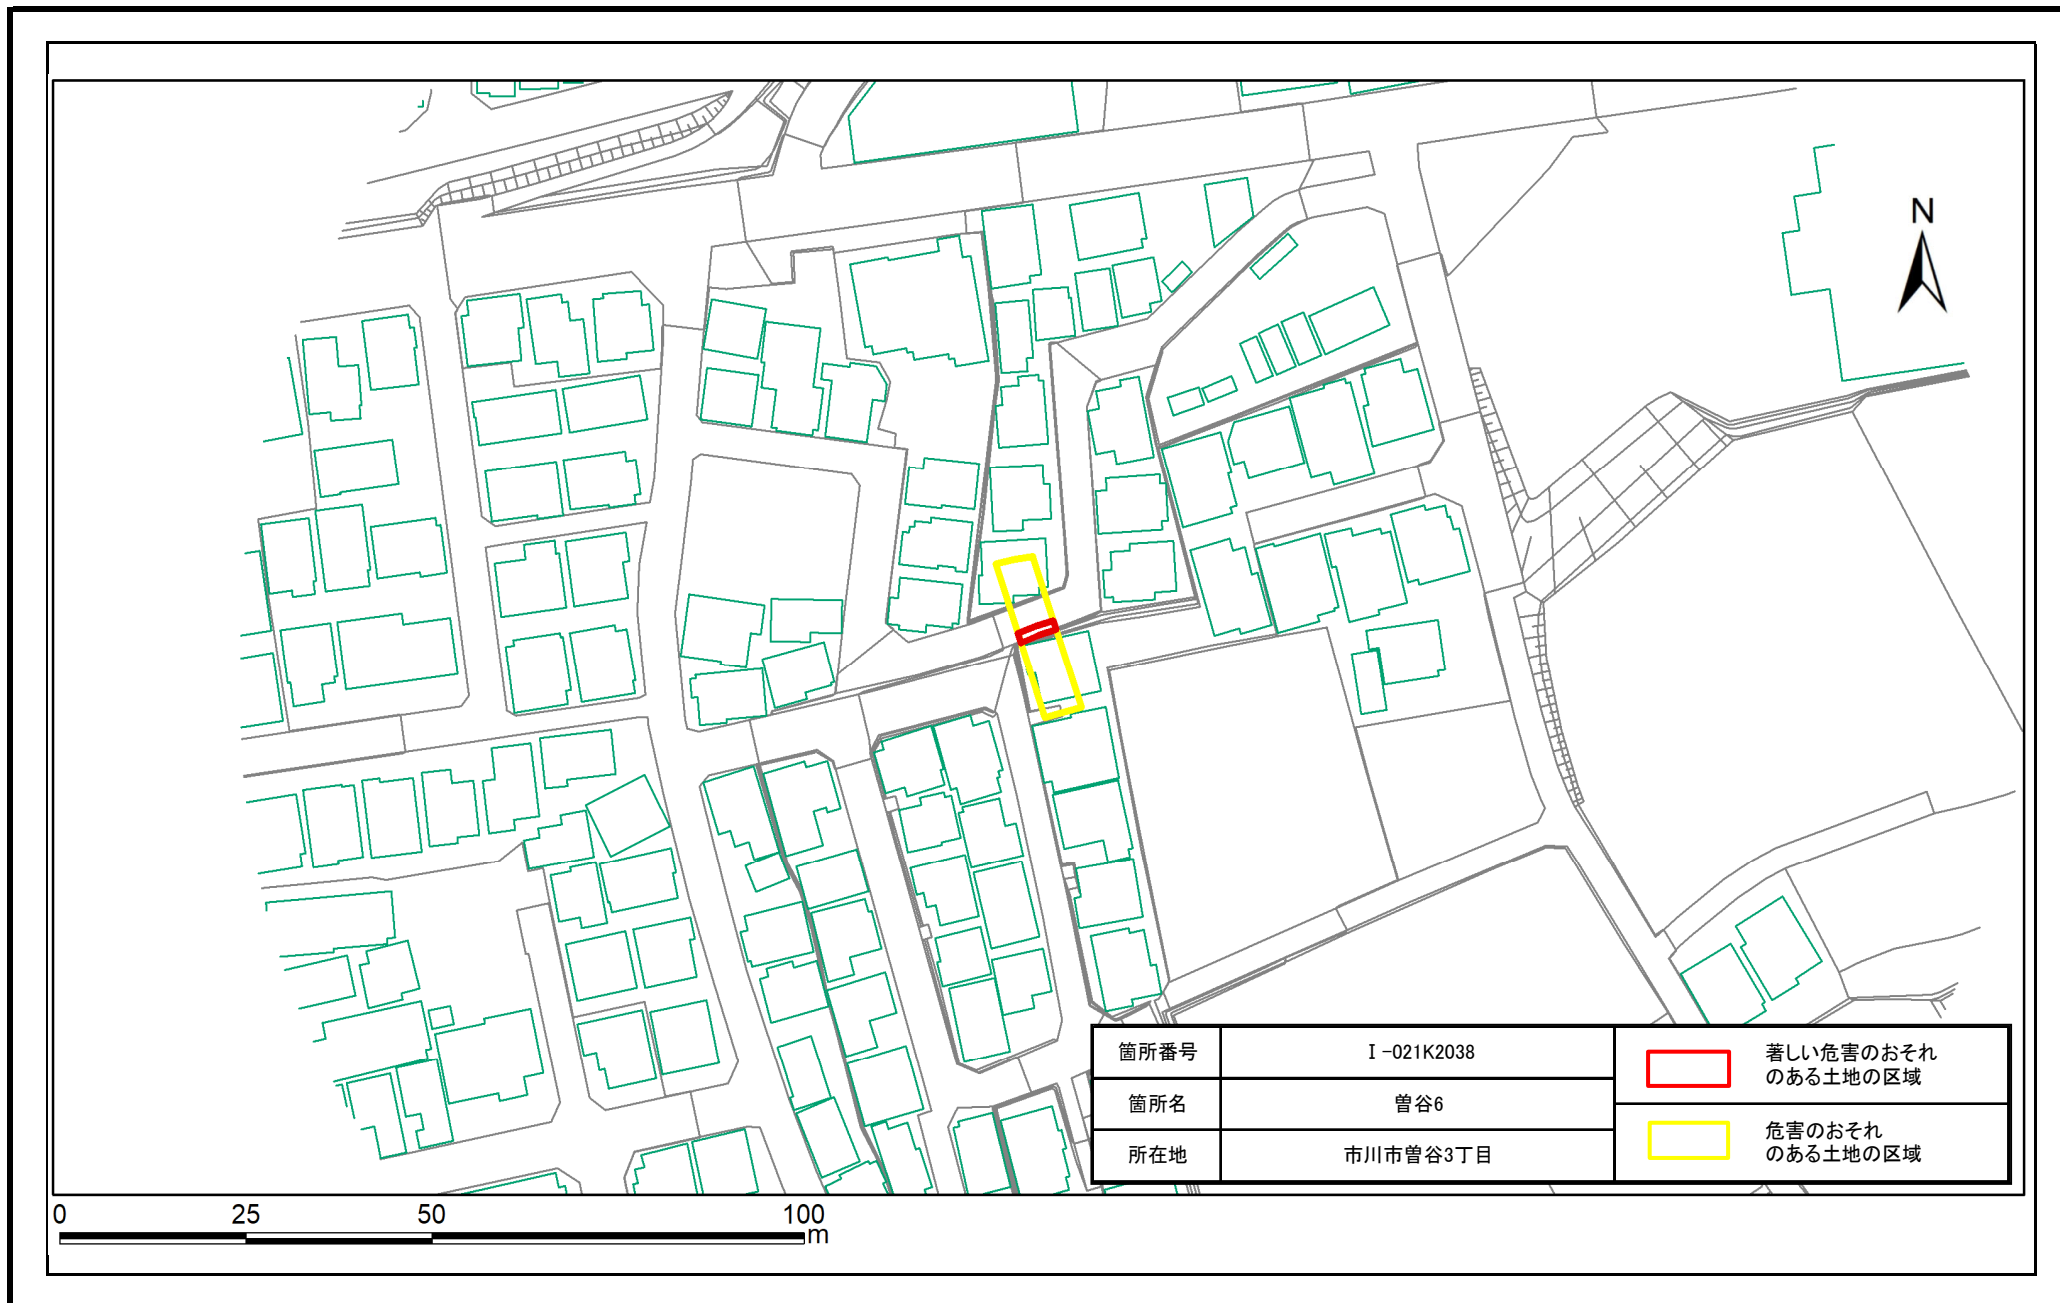 N
箇所番号
Ⅰ-021K2038
著しい危害のおそれ
のある土地の区域
箇所名
曽谷6
危害のおそれ
のある土地の区域
所在地
市川市曽谷3丁目
0 25 50 100
m